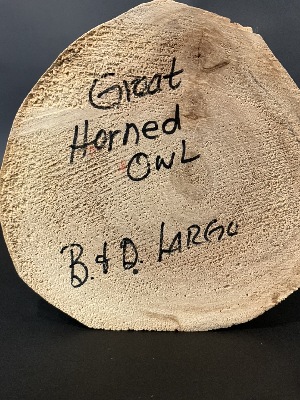 Great
Horned
Owl
B. & D. LARGO